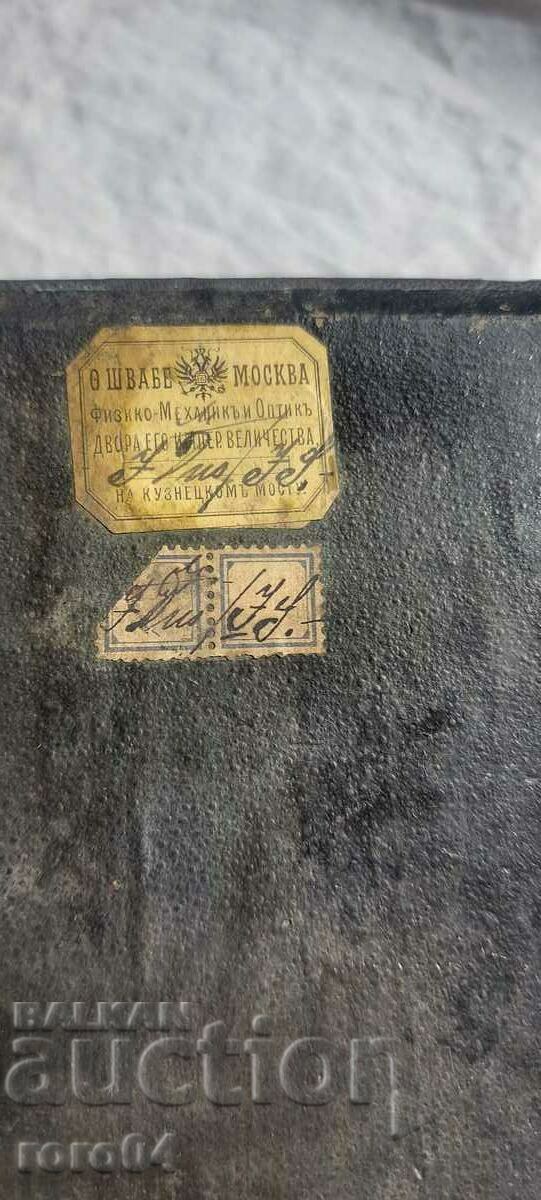 Ѳ ШВАБЕ МОСКВА
ФИЗИКО-МЕХАНИКЪ И ОПТИКЪ
ДВОРА ЕГО ИМПЕР. ВЕЛИЧЕСТВА
НА КУЗНЕЦКОМЪ МОСТУ
BALKAN
auction
roro04